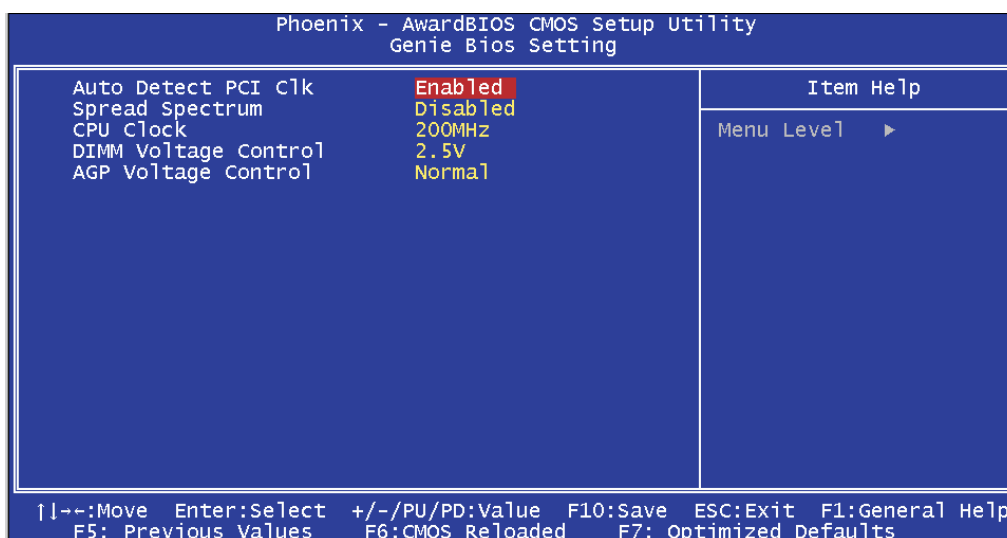 Phoenix - AwardBIOS CMOS Setup Utility
Genie Bios Setting
Auto Detect PCI Clk Enabled
Spread Spectrum Disabled
CPU Clock 200MHz
DIMM Voltage Control 2.5V
AGP Voltage Control Normal
Item Help
Menu Level ►
↑↓→←:Move Enter:Select +/-/PU/PD:Value F10:Save ESC:Exit F1:General Help
F5: Previous Values F6:CMOS Reloaded F7: Optimized Defaults